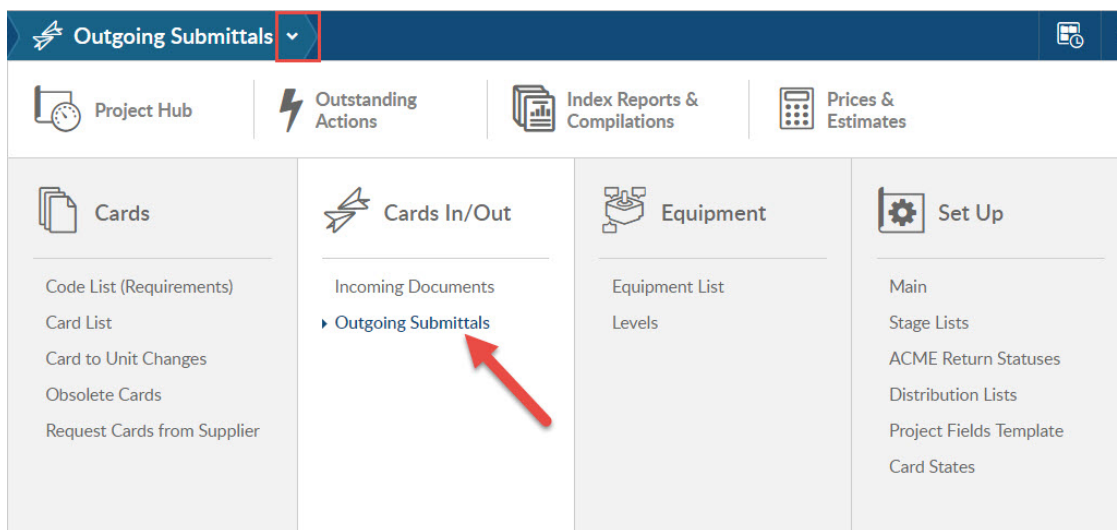 Outgoing Submittals
Project Hub
Outstanding
Actions
Index Reports &
Compilations
Prices &
Estimates
Cards
Code List (Requirements)
Card List
Card to Unit Changes
Obsolete Cards
Request Cards from Supplier
Cards In/Out
Incoming Documents
Outgoing Submittals
Equipment
Equipment List
Levels
Set Up
Main
Stage Lists
ACME Return Statuses
Distribution Lists
Project Fields Template
Card States